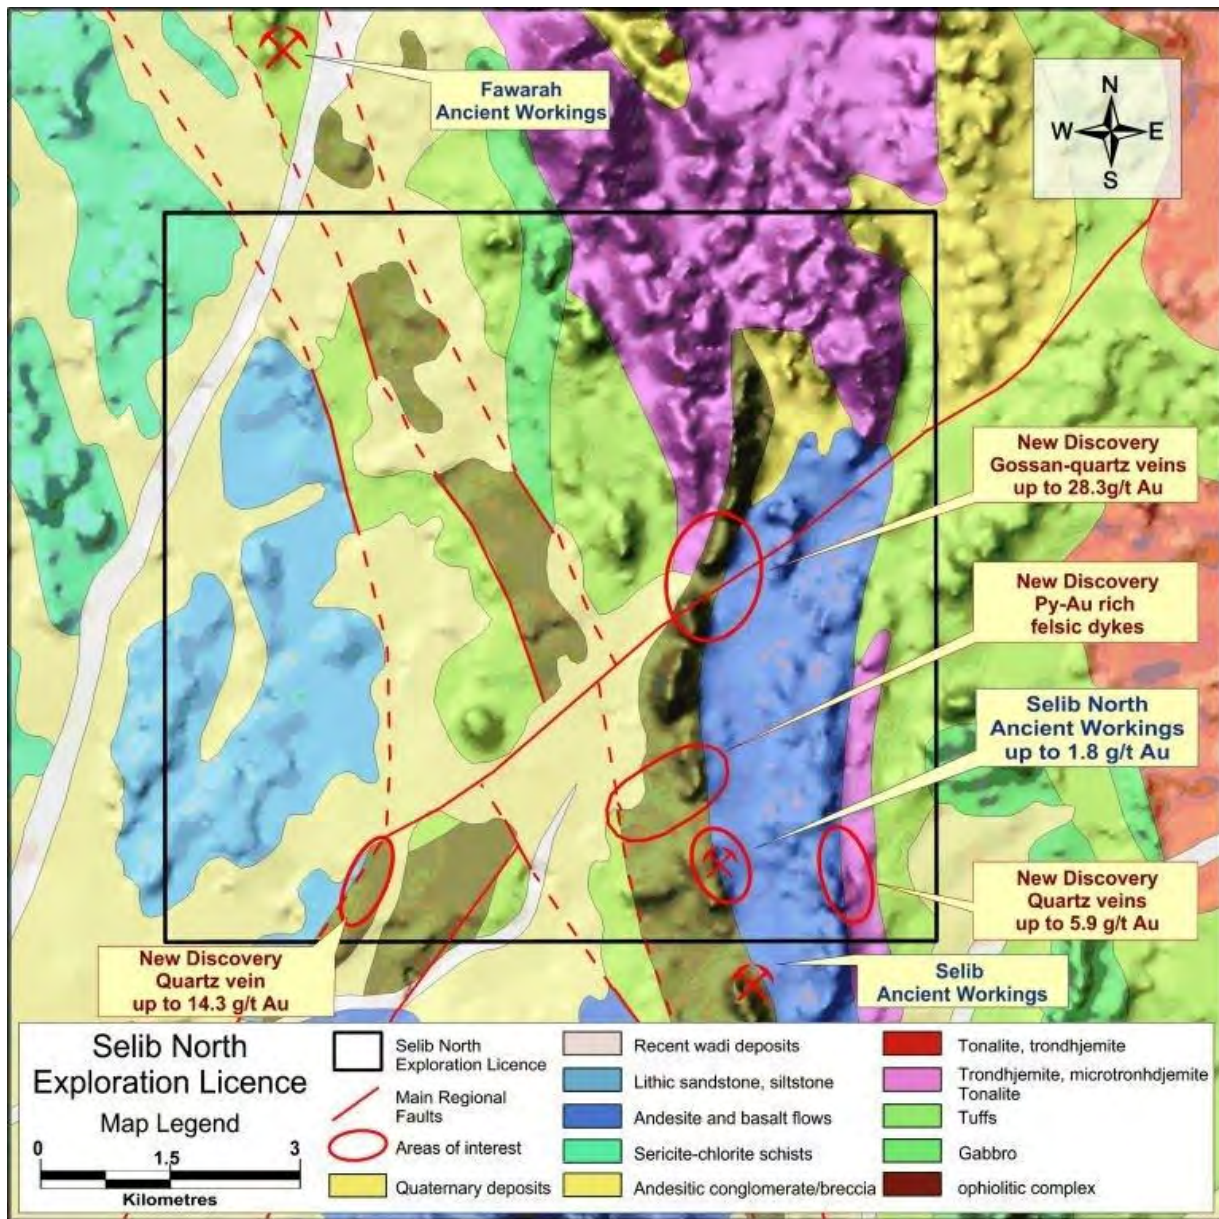 Fawarah
Ancient Workings
N
W
E
S
New Discovery
Gossan-quartz veins
up to 28.3g/t Au
New Discovery
Py-Au rich
felsic dykes
Selib North
Ancient Workings
up to 1.8 g/t Au
New Discovery
Quartz veins
up to 5.9 g/t Au
New Discovery
Quartz vein
up to 14.3 g/t Au
Selib
Ancient Workings
Selib North
Exploration Licence
Map Legend
0 1.5 3
Kilometres
Selib North
Exploration Licence
Main Regional
Faults
Areas of interest
Quaternary deposits
Recent wadi deposits
Lithic sandstone, siltstone
Andesite and basalt flows
Sericite-chlorite schists
Andesitic conglomerate/breccia
Tonalite, trondhjemite
Trondhjemite, microtronhdjemite
Tonalite
Tuffs
Gabbro
ophiolitic complex